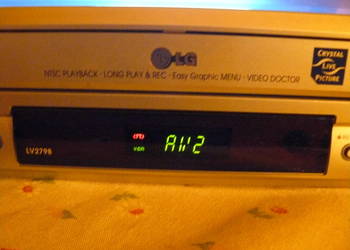 LG
NTSC PLAYBACK · LONG PLAY & REC · Easy Graphic MENU · VIDEO DOCTOR
CRYSTAL
LIVE
PICTURE
LV2798
VCR
AV2